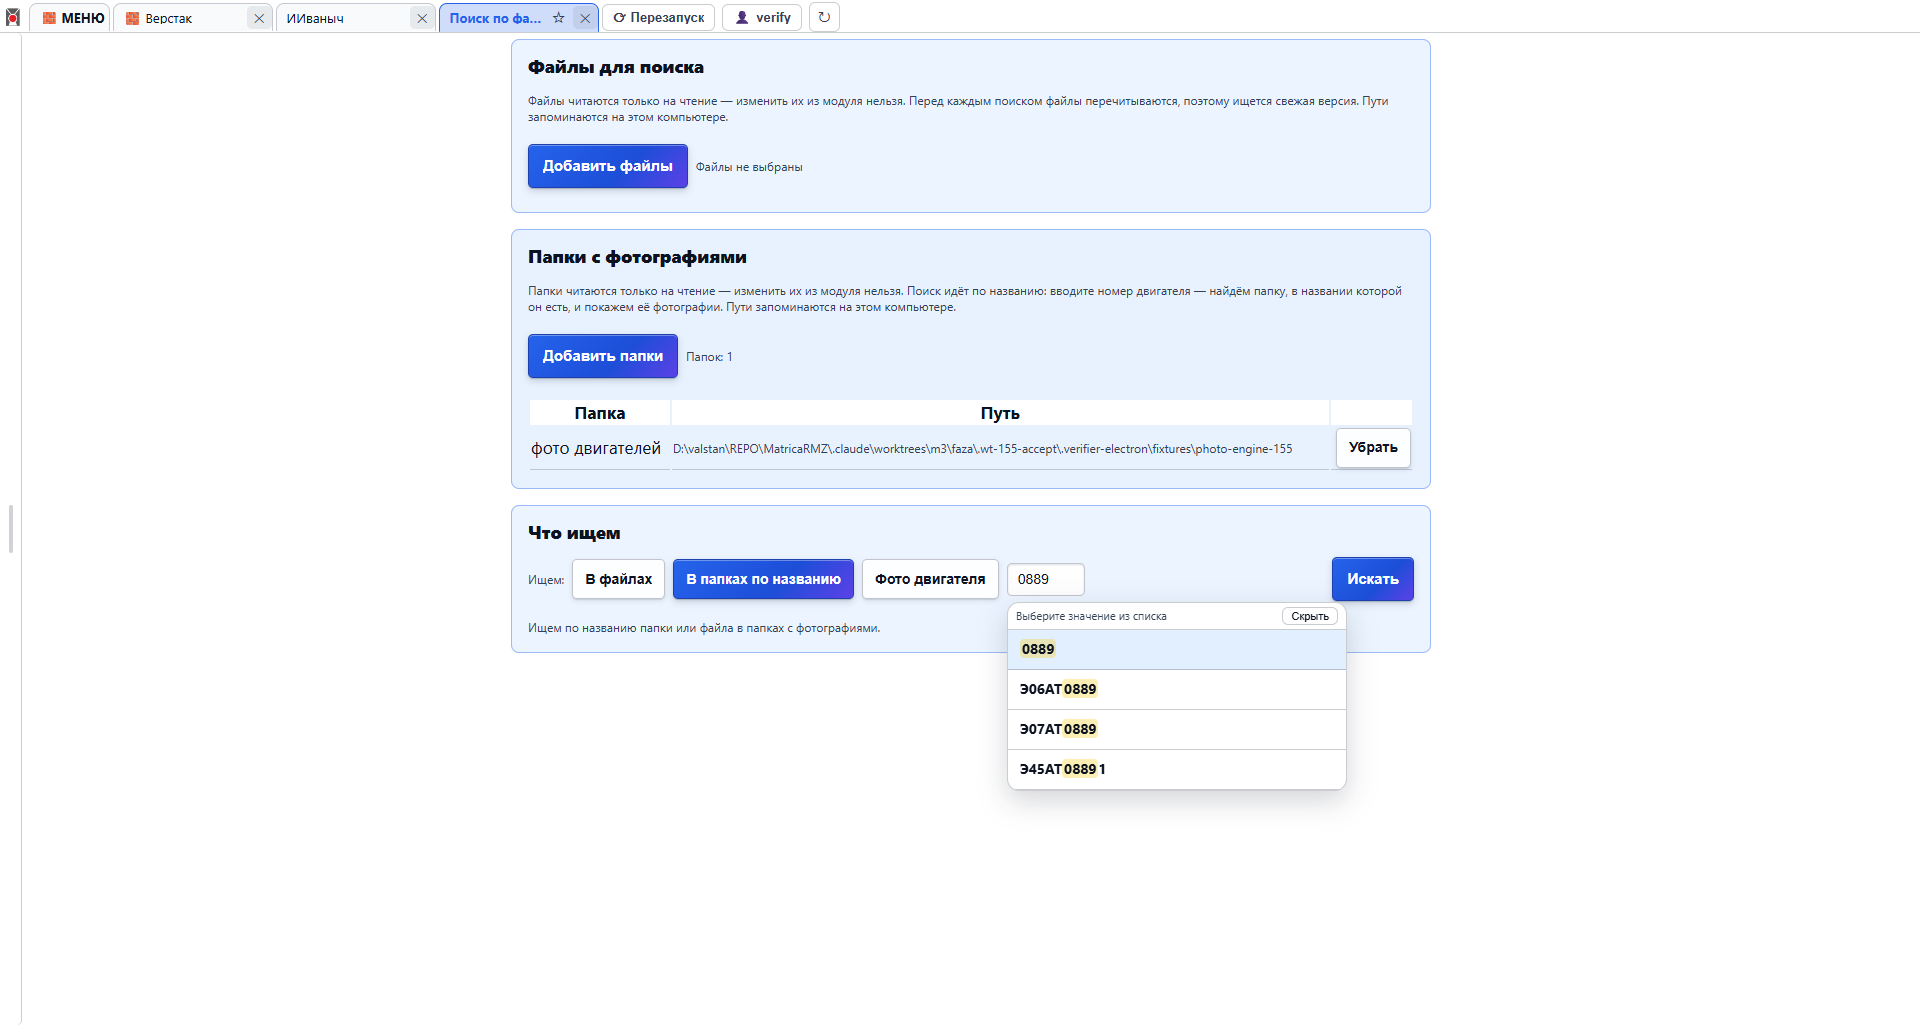 МЕНЮ Верстак ИИваныч Поиск по фа... Перезапуск verify
Файлы для поиска
Файлы читаются только на чтение — изменить их из модуля нельзя. Перед каждым поиском файлы перечитываются, поэтому ищется свежая версия. Пути
запоминаются на этом компьютере.
Добавить файлы Файлы не выбраны
Папки с фотографиями
Папки читаются только на чтение — изменить их из модуля нельзя. Поиск идёт по названию: вводите номер двигателя — найдём папку, в названии которой
он есть, и покажем её фотографии. Пути запоминаются на этом компьютере.
Добавить папки Папок: 1
Папка Путь
фото двигателей D:\valstan\REPO\MatricaRMZ\.claude\worktrees\m3\faza\.wt-155-accept\.verifier-electron\fixtures\photo-engine-155 Убрать
Что ищем
Ищем: В файлах В папках по названию Фото двигателя 0889 Искать
Выберите значение из списка Скрыть
Ищем по названию папки или файла в папках с фотографиями.
0889
Э06АТ0889
Э07АТ0889
Э45АТ08891